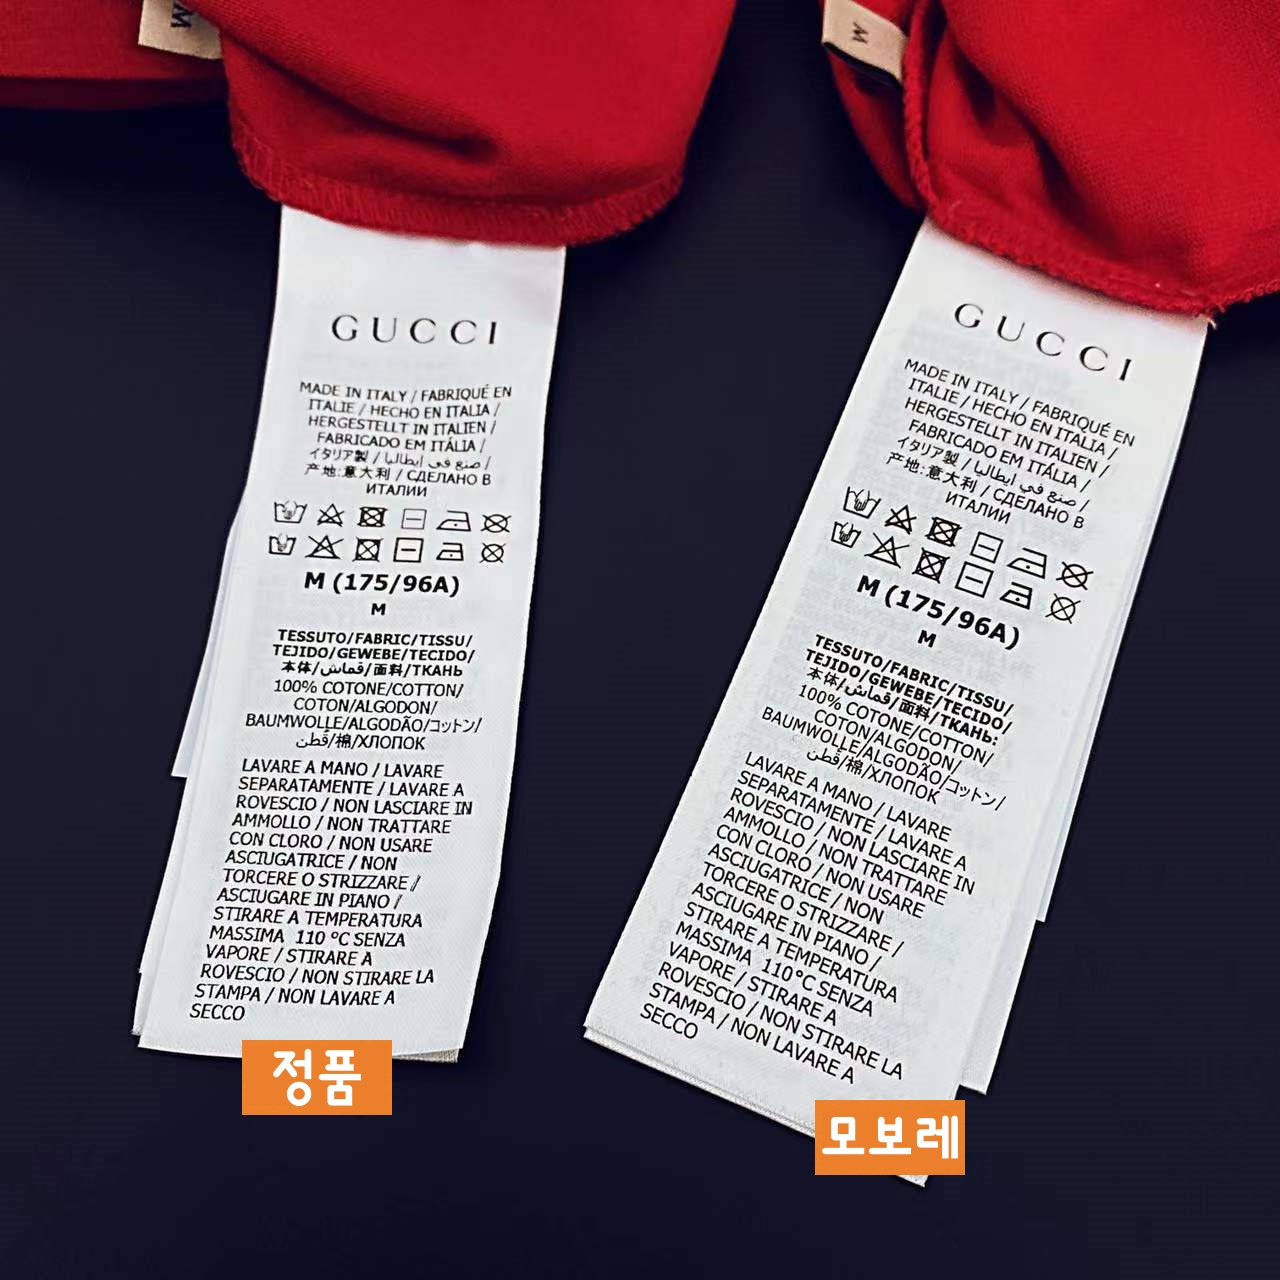 M
M
GUCCI
MADE IN ITALY / FABRIQUÉ EN
ITALIE / HECHO EN ITALIA /
HERGESTELLT IN ITALIEN /
FABRICADO EM ITÁLIA /
イタリア製 / صنع في ايطاليا /
产地:意大利 / СДЕЛАНО В
ИТАЛИИ
M (175/96A)
M
TESSUTO/FABRIC/TISSU/
TEJIDO/GEWEBE/TECIDO/
本体/قماش/面料/ТКАНЬ
100% COTONE/COTTON/
COTON/ALGODON/
BAUMWOLLE/ALGODÃO/コットン/
قطن/棉/ХЛОПОК
LAVARE A MANO / LAVARE
SEPARATAMENTE / LAVARE A
ROVESCIO / NON LASCIARE IN
AMMOLLO / NON TRATTARE
CON CLORO / NON USARE
ASCIUGATRICE / NON
TORCERE O STRIZZARE /
ASCIUGARE IN PIANO /
STIRARE A TEMPERATURA
MASSIMA 110 °C SENZA
VAPORE / STIRARE A
ROVESCIO / NON STIRARE LA
STAMPA / NON LAVARE A
SECCO
정품
GUCCI
MADE IN ITALY / FABRIQUÉ EN
ITALIE / HECHO EN ITALIA /
HERGESTELLT IN ITALIEN /
FABRICADO EM ITÁLIA /
イタリア製 / صنع في ايطاليا /
产地:意大利 / СДЕЛАНО В
ИТАЛИИ
M (175/96A)
M
TESSUTO/FABRIC/TISSU/
TEJIDO/GEWEBE/TECIDO/
本体/قماش/面料/ТКАНЬ:
100% COTONE/COTTON/
COTON/ALGODON/
BAUMWOLLE/ALGODÃO/コットン/
قطن/棉/ХЛОПОК
LAVARE A MANO / LAVARE
SEPARATAMENTE / LAVARE A
ROVESCIO / NON LASCIARE IN
AMMOLLO / NON TRATTARE
CON CLORO / NON USARE
ASCIUGATRICE / NON
TORCERE O STRIZZARE /
ASCIUGARE IN PIANO /
STIRARE A TEMPERATURA
MASSIMA 110°C SENZA
VAPORE / STIRARE A
ROVESCIO / NON STIRARE LA
STAMPA / NON LAVARE A
SECCO
모보레